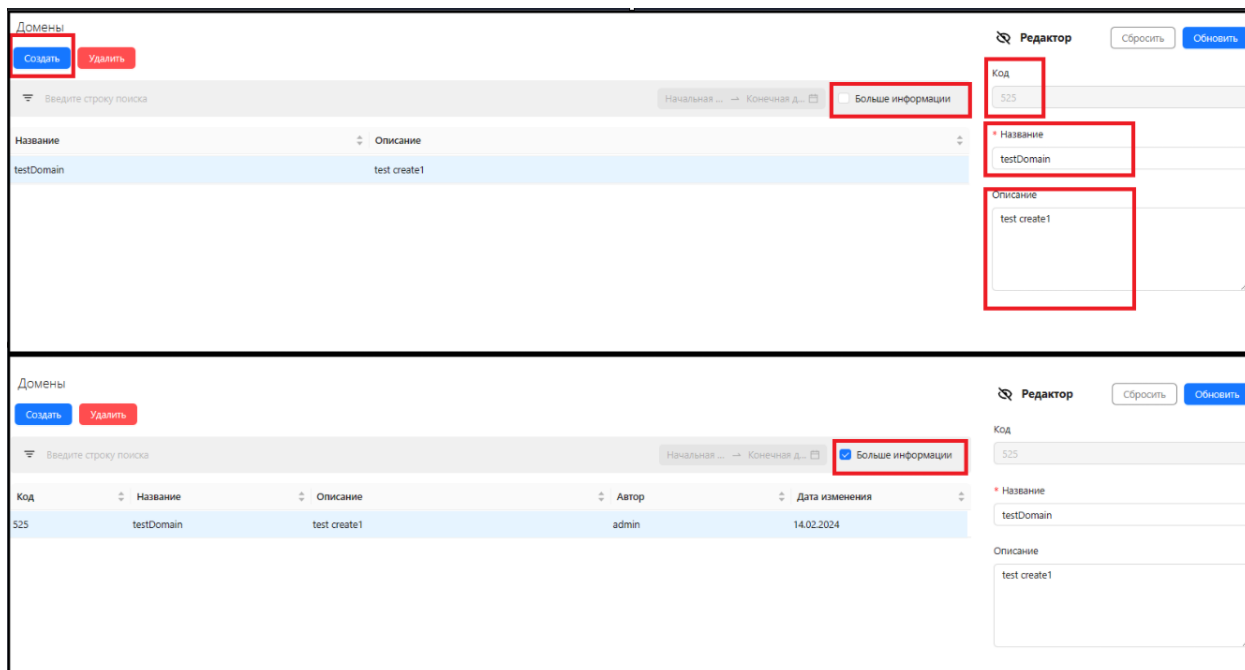 Домены
Создать Удалить
Введите строку поиска Начальная ... → Конечная д... Больше информации
Название Описание
testDomain test create1
Редактор Сбросить Обновить
Код
525
* Название
testDomain
Описание
test create1
Домены
Создать Удалить
Введите строку поиска Начальная ... → Конечная д... Больше информации
Код Название Описание Автор Дата изменения
525 testDomain test create1 admin 14.02.2024
Редактор Сбросить Обновить
Код
525
* Название
testDomain
Описание
test create1